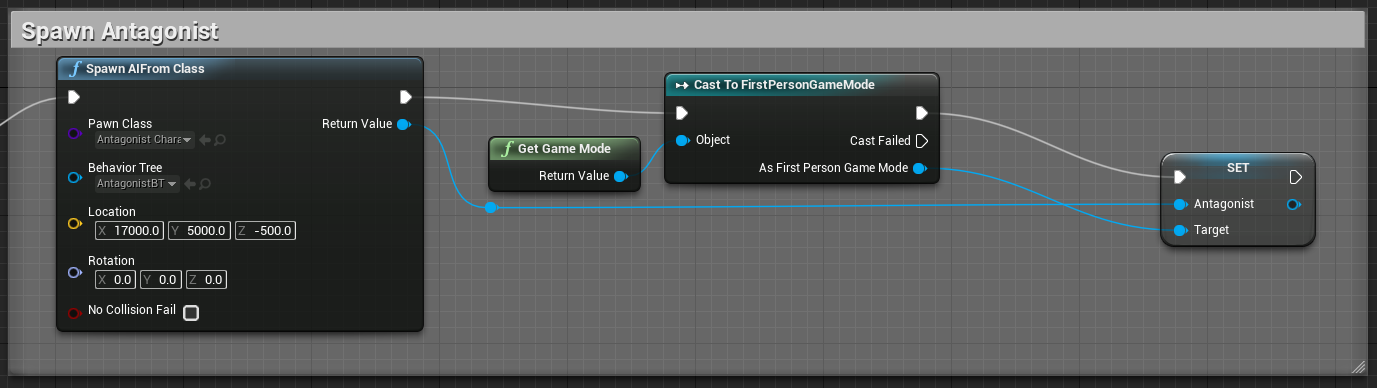 Spawn Antagonist
f Spawn AIFrom Class
Pawn Class
Return Value
Antagonist Chara
Behavior Tree
AntagonistBT
Location
X 17000.0 Y 5000.0 Z -500.0
Rotation
X 0.0 Y 0.0 Z 0.0
No Collision Fail
f Get Game Mode
Return Value
Cast To FirstPersonGameMode
Object
Cast Failed
As First Person Game Mode
SET
Antagonist
Target